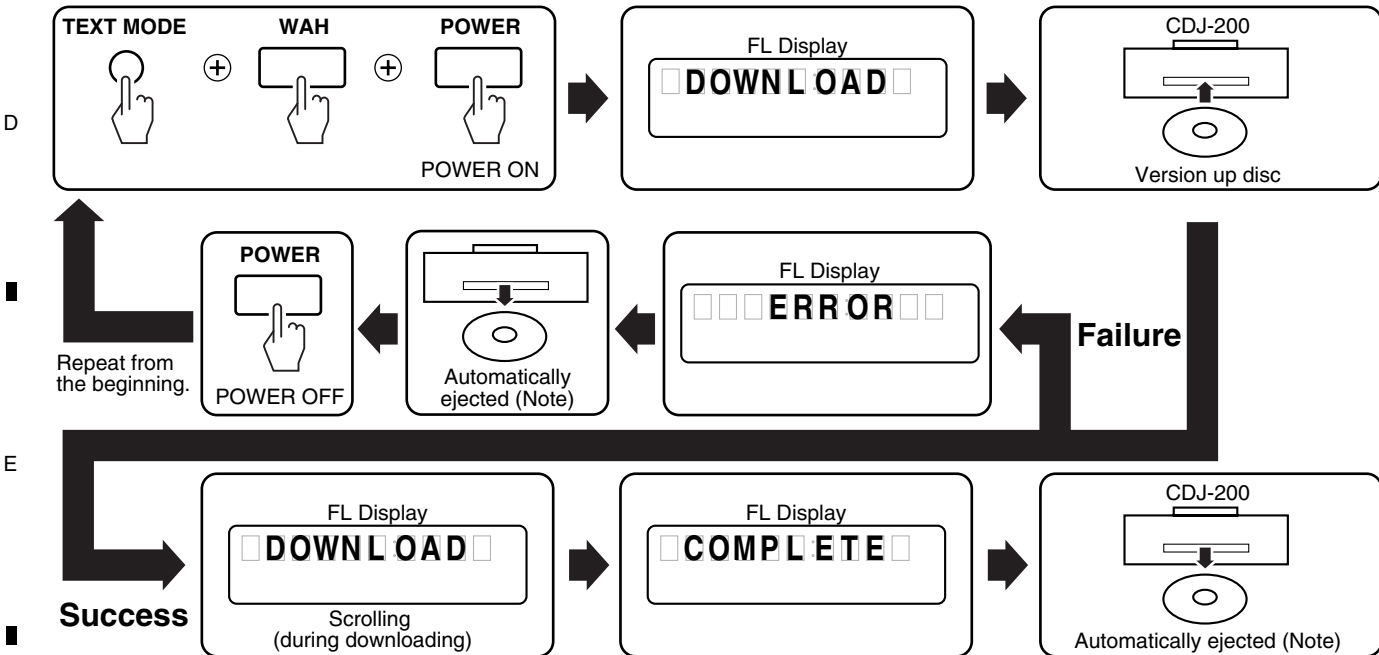 TEXT MODE
WAH
POWER
POWER ON
FL Display
DOWNLOAD
CDJ-200
Version up disc
D
POWER
POWER OFF
Repeat from
the beginning.
Automatically
ejected (Note)
FL Display
ERROR
Failure
E
Success
FL Display
DOWNLOAD
Scrolling
(during downloading)
FL Display
COMPLETE
CDJ-200
Automatically ejected (Note)